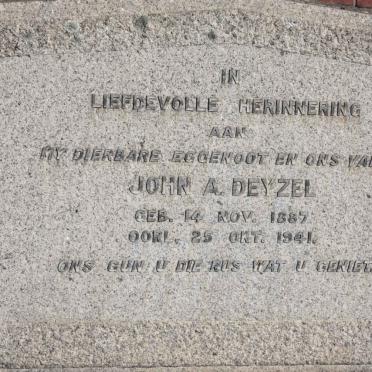 IN
LIEFDEVOLLE HERINNERING
AAN
MY DIERBARE EGGENOOT EN ONS VA
JOHN A. DEYZEL
GEB. 14 NOV. 1887
OORL. 25 OKT. 1941.
ONS GUN U DIE RUS WAT U GENIET